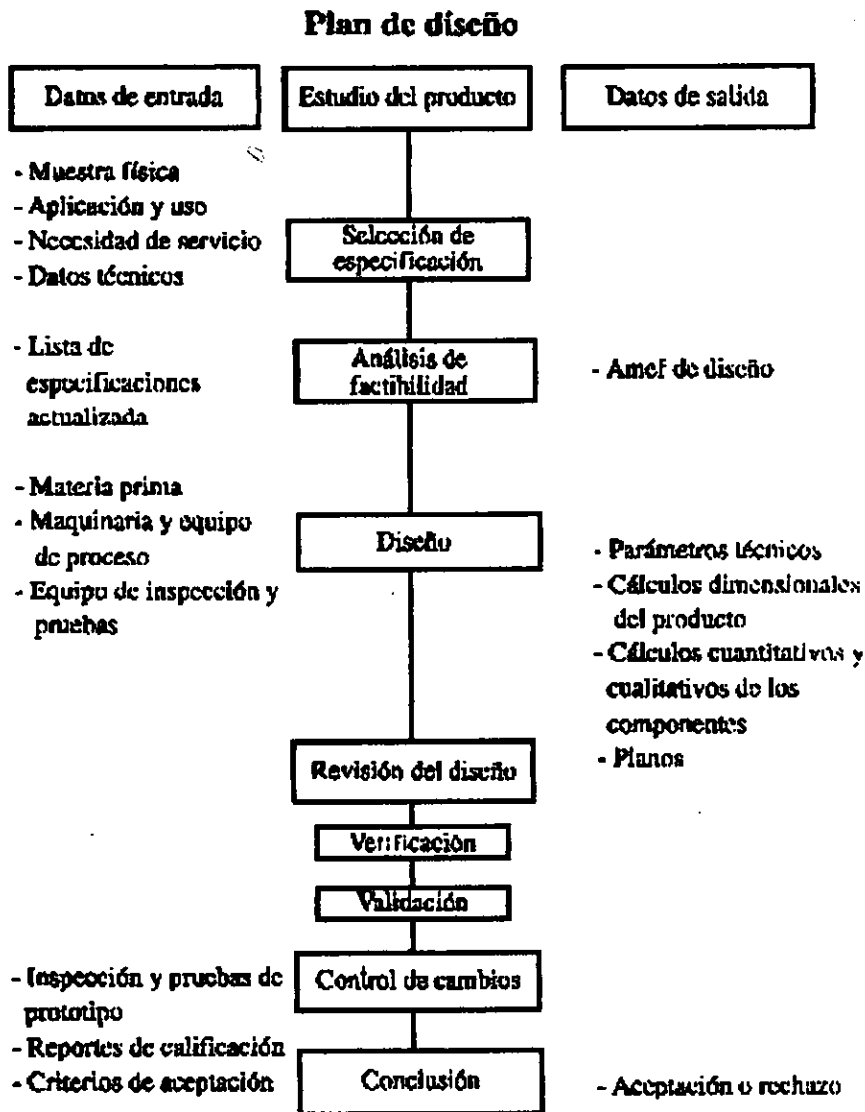 Plan de diseño
Datos de entrada
Estudio del producto
Datos de salida
- Muestra física
- Aplicación y uso
- Necesidad de servicio
- Datos técnicos
Selección de
especificación
- Lista de
especificaciones
actualizada
Análisis de
factibilidad
- Amef de diseño
- Materia prima
- Maquinaria y equipo
de proceso
- Equipo de inspección y
pruebas
Diseño
- Parámetros técnicos
- Cálculos dimensionales
del producto
- Cálculos cuantitativos y
cualitativos de los
componentes
- Planos
Revisión del diseño
Verificación
Validación
- Inspección y pruebas de
prototipo
- Reportes de calificación
- Criterios de aceptación
Control de cambios
Conclusión
- Aceptación o rechazo